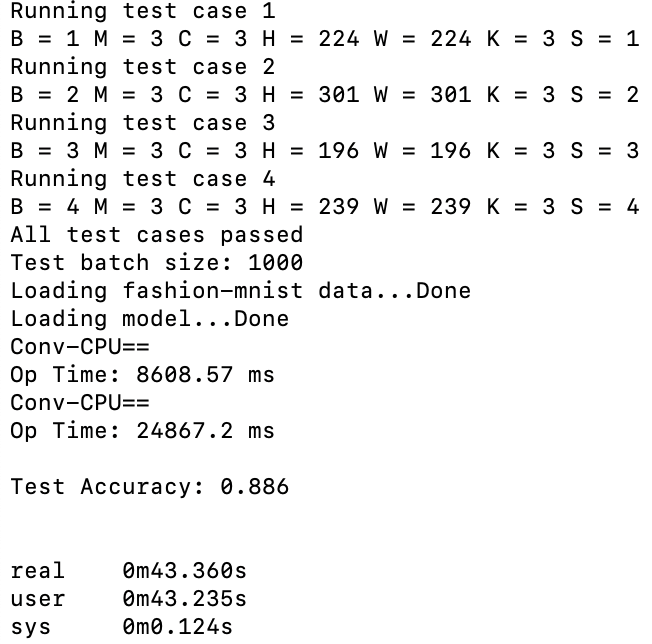 Running test case 1
B = 1 M = 3 C = 3 H = 224 W = 224 K = 3 S = 1
Running test case 2
B = 2 M = 3 C = 3 H = 301 W = 301 K = 3 S = 2
Running test case 3
B = 3 M = 3 C = 3 H = 196 W = 196 K = 3 S = 3
Running test case 4
B = 4 M = 3 C = 3 H = 239 W = 239 K = 3 S = 4
All test cases passed
Test batch size: 1000
Loading fashion-mnist data...Done
Loading model...Done
Conv-CPU==
Op Time: 8608.57 ms
Conv-CPU==
Op Time: 24867.2 ms
Test Accuracy: 0.886
real 0m43.360s
user 0m43.235s
sys 0m0.124s